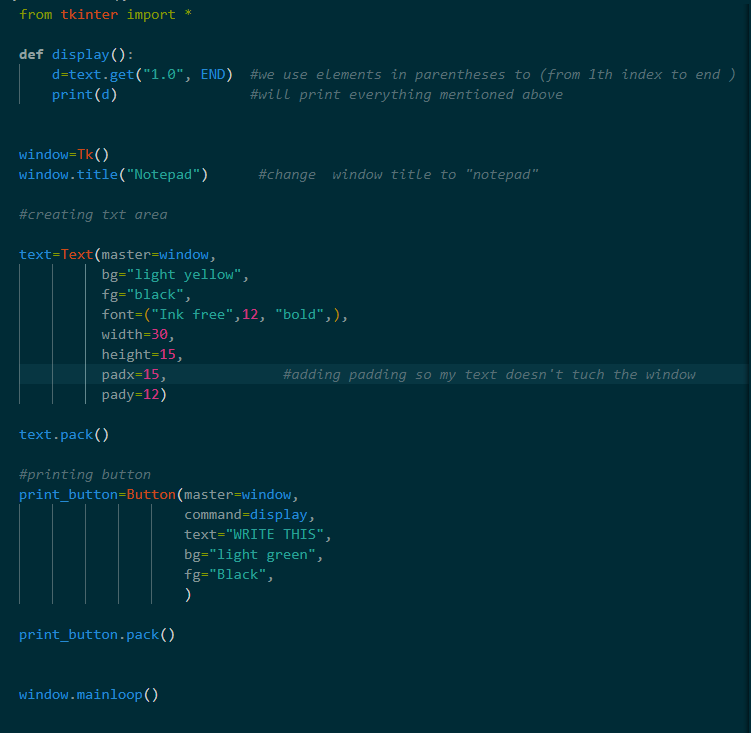 from tkinter import *
def display():
d=text.get("1.0", END)  #we use elements in parentheses to (from 1th index to end )
print(d)                #will print everything mentioned above
window=Tk()
window.title("Notepad")      #change  window title to "notepad"
#creating txt area
text=Text(master=window,
bg="light yellow",
fg="black",
font=("Ink free",12, "bold",),
width=30,
height=15,
padx=15,              #adding padding so my text doesn't tuch the window
pady=12)
text.pack()
#printing button
print_button=Button(master=window,
command=display,
text="WRITE THIS",
bg="light green",
fg="Black",
)
print_button.pack()
window.mainloop()